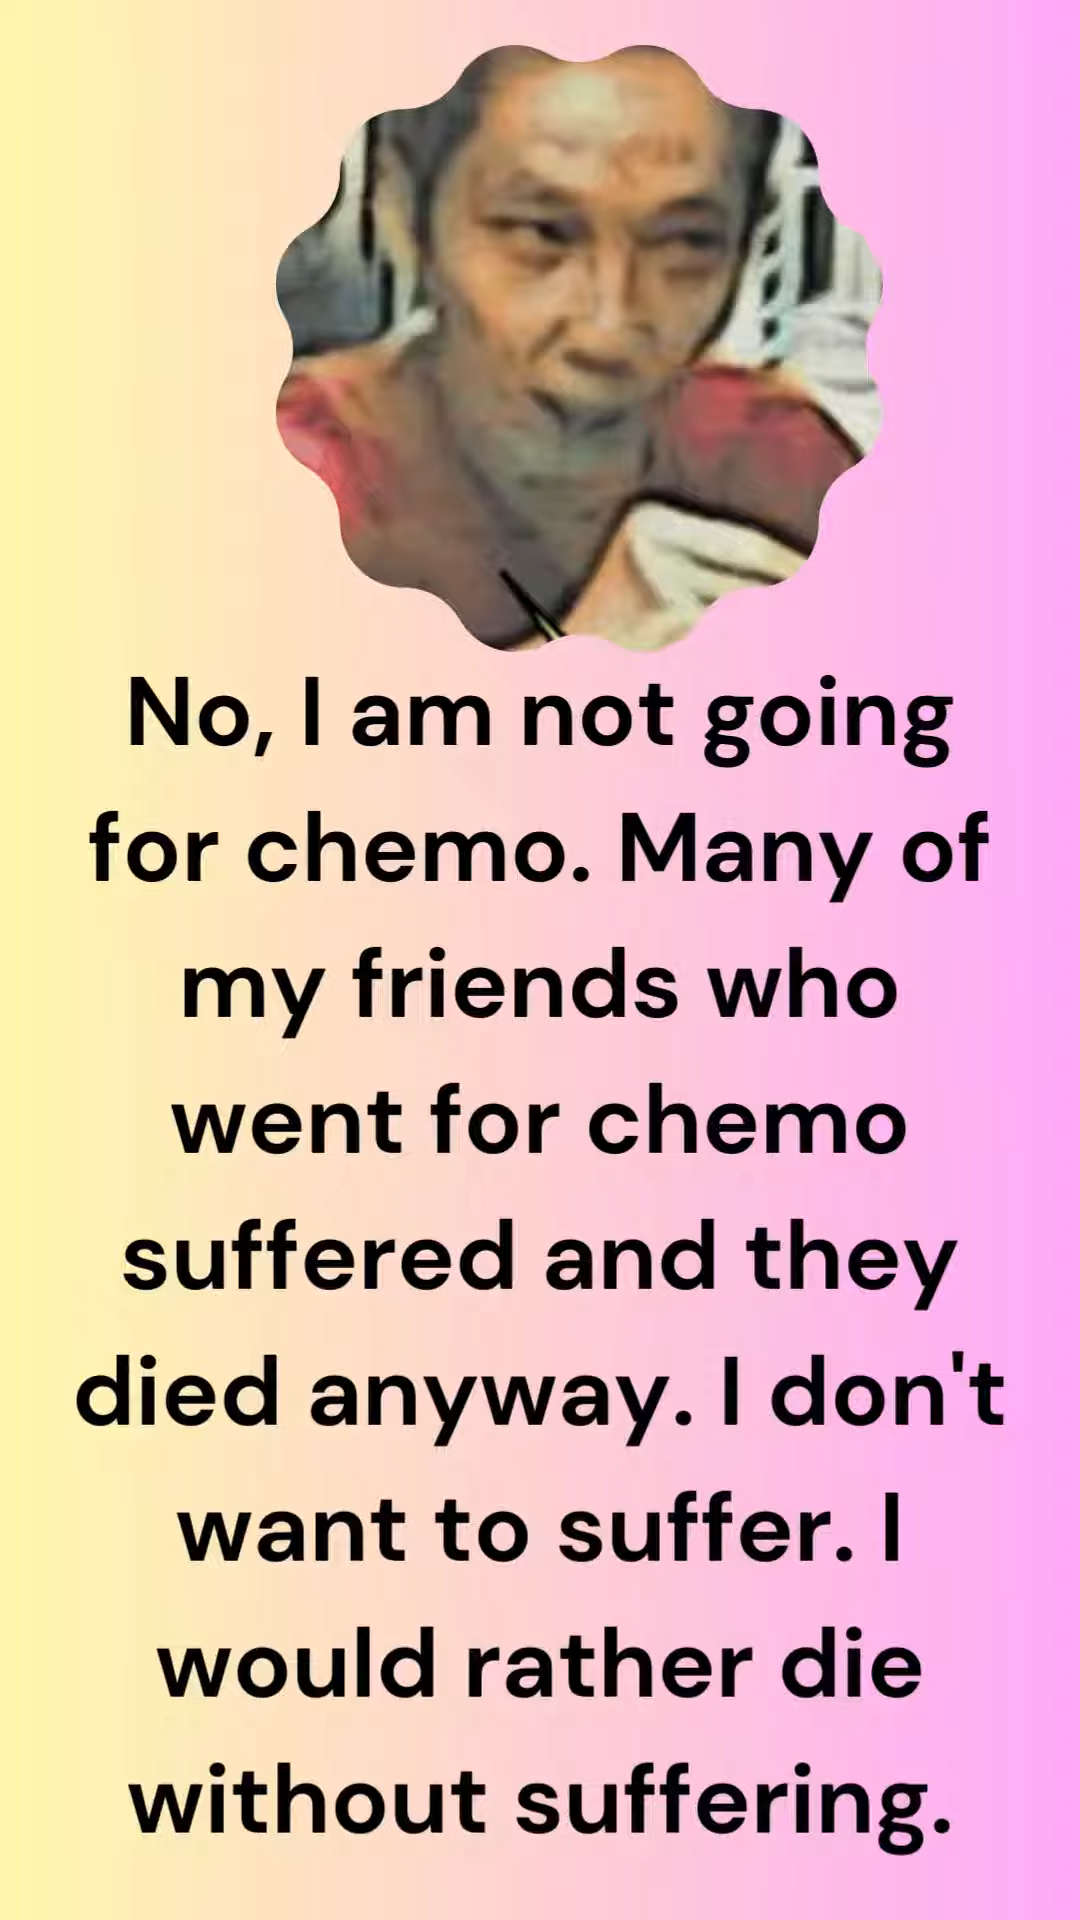 No, I am not going
for chemo. Many of
my friends who
went for chemo
suffered and they
died anyway. I don't
want to suffer. I
would rather die
without suffering.